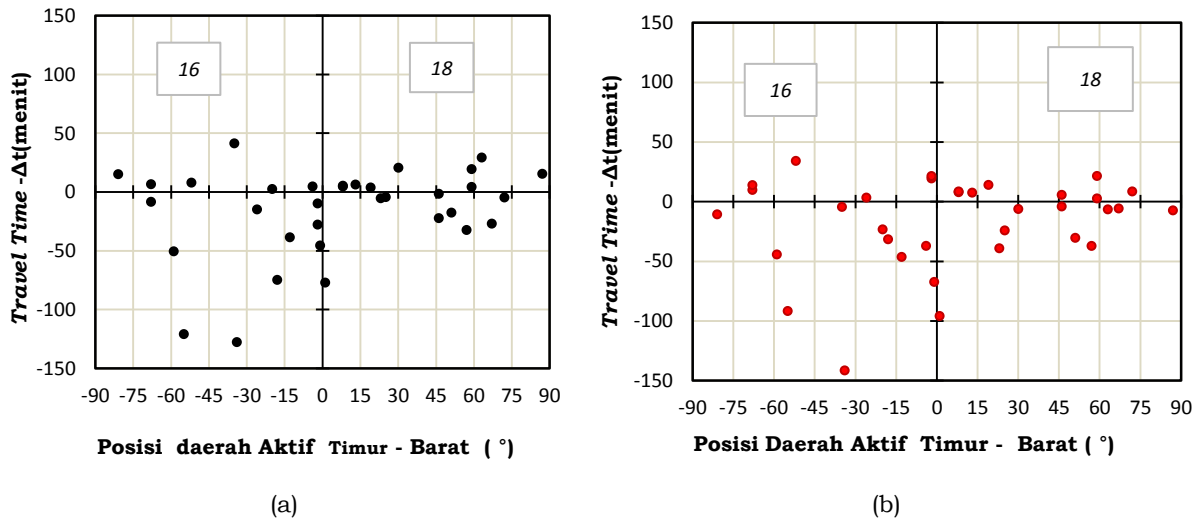 16
18
150
100
50
0
-50
-100
-150
-90 -75 -60 -45 -30 -15 0 15 30 45 60 75 90
Travel Time -Δt(menit)
Posisi daerah Aktif Timur - Barat ( °)
(a)
16
18
150
100
50
0
-50
-100
-150
-90 -75 -60 -45 -30 -15 0 15 30 45 60 75 90
Travel Time -Δt(menit)
Posisi Daerah Aktif Timur - Barat ( °)
(b)